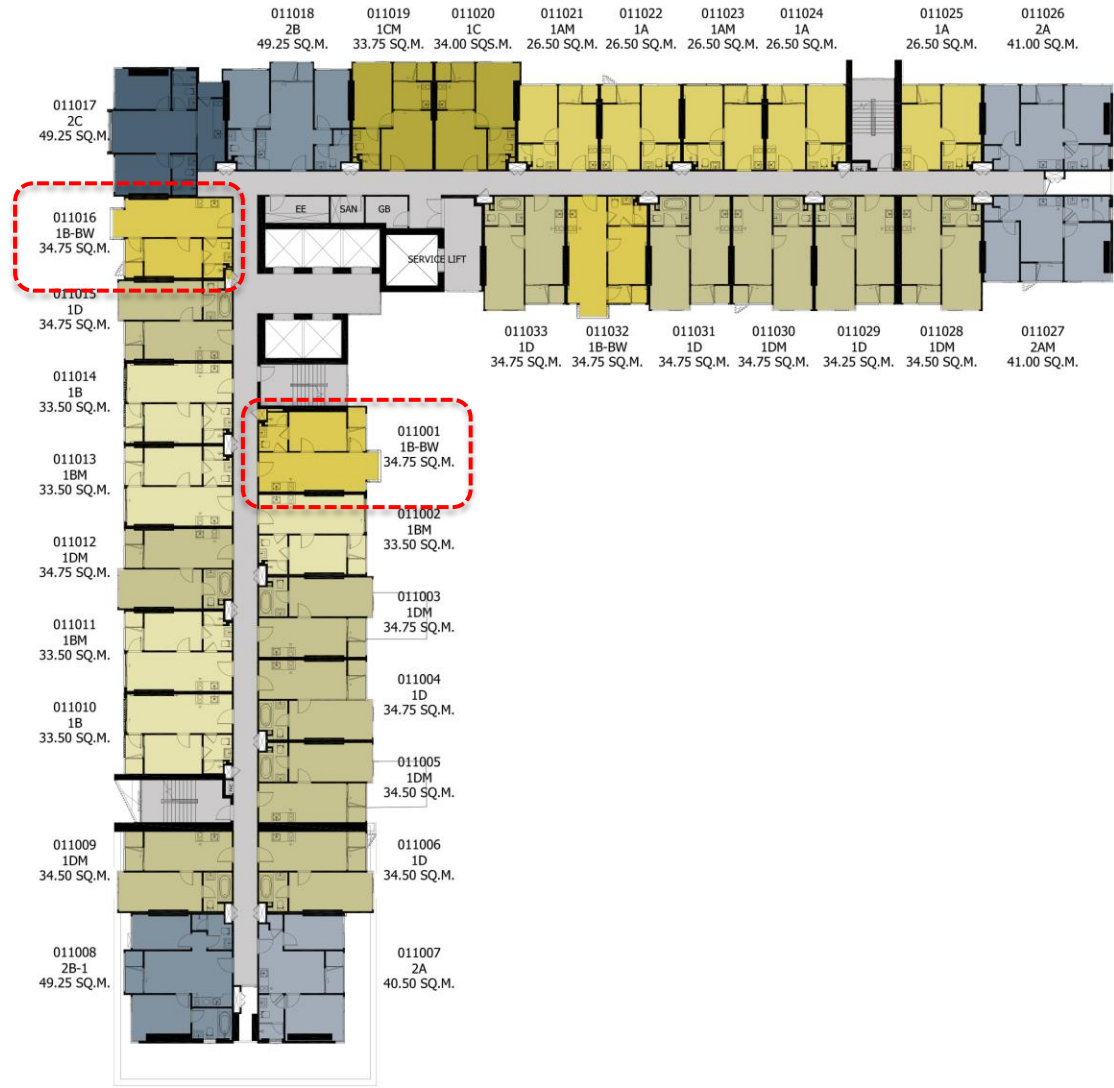 011018
2B
49.25 SQ.M.
011019
1CM
33.75 SQ.M.
011020
1C
34.00 SQS.M.
011021
1AM
26.50 SQ.M.
011022
1A
26.50 SQ.M.
011023
1AM
26.50 SQ.M.
011024
1A
26.50 SQ.M.
011025
1A
26.50 SQ.M.
011026
2A
41.00 SQ.M.
011017
2C
49.25 SQ.M.
011016
1B-BW
34.75 SQ.M.
EE
SAN
GB
SERVICE LIFT
011015
1D
34.75 SQ.M.
011033
1D
34.75 SQ.M.
011032
1B-BW
34.75 SQ.M.
011031
1D
34.75 SQ.M.
011030
1DM
34.75 SQ.M.
011029
1D
34.25 SQ.M.
011028
1DM
34.50 SQ.M.
011027
2AM
41.00 SQ.M.
011014
1B
33.50 SQ.M.
011001
1B-BW
34.75 SQ.M.
011013
1BM
33.50 SQ.M.
011002
1BM
33.50 SQ.M.
011012
1DM
34.75 SQ.M.
011003
1DM
34.75 SQ.M.
011011
1BM
33.50 SQ.M.
011004
1D
34.75 SQ.M.
011010
1B
33.50 SQ.M.
011005
1DM
34.50 SQ.M.
011009
1DM
34.50 SQ.M.
011006
1D
34.50 SQ.M.
011008
2B-1
49.25 SQ.M.
011007
2A
40.50 SQ.M.